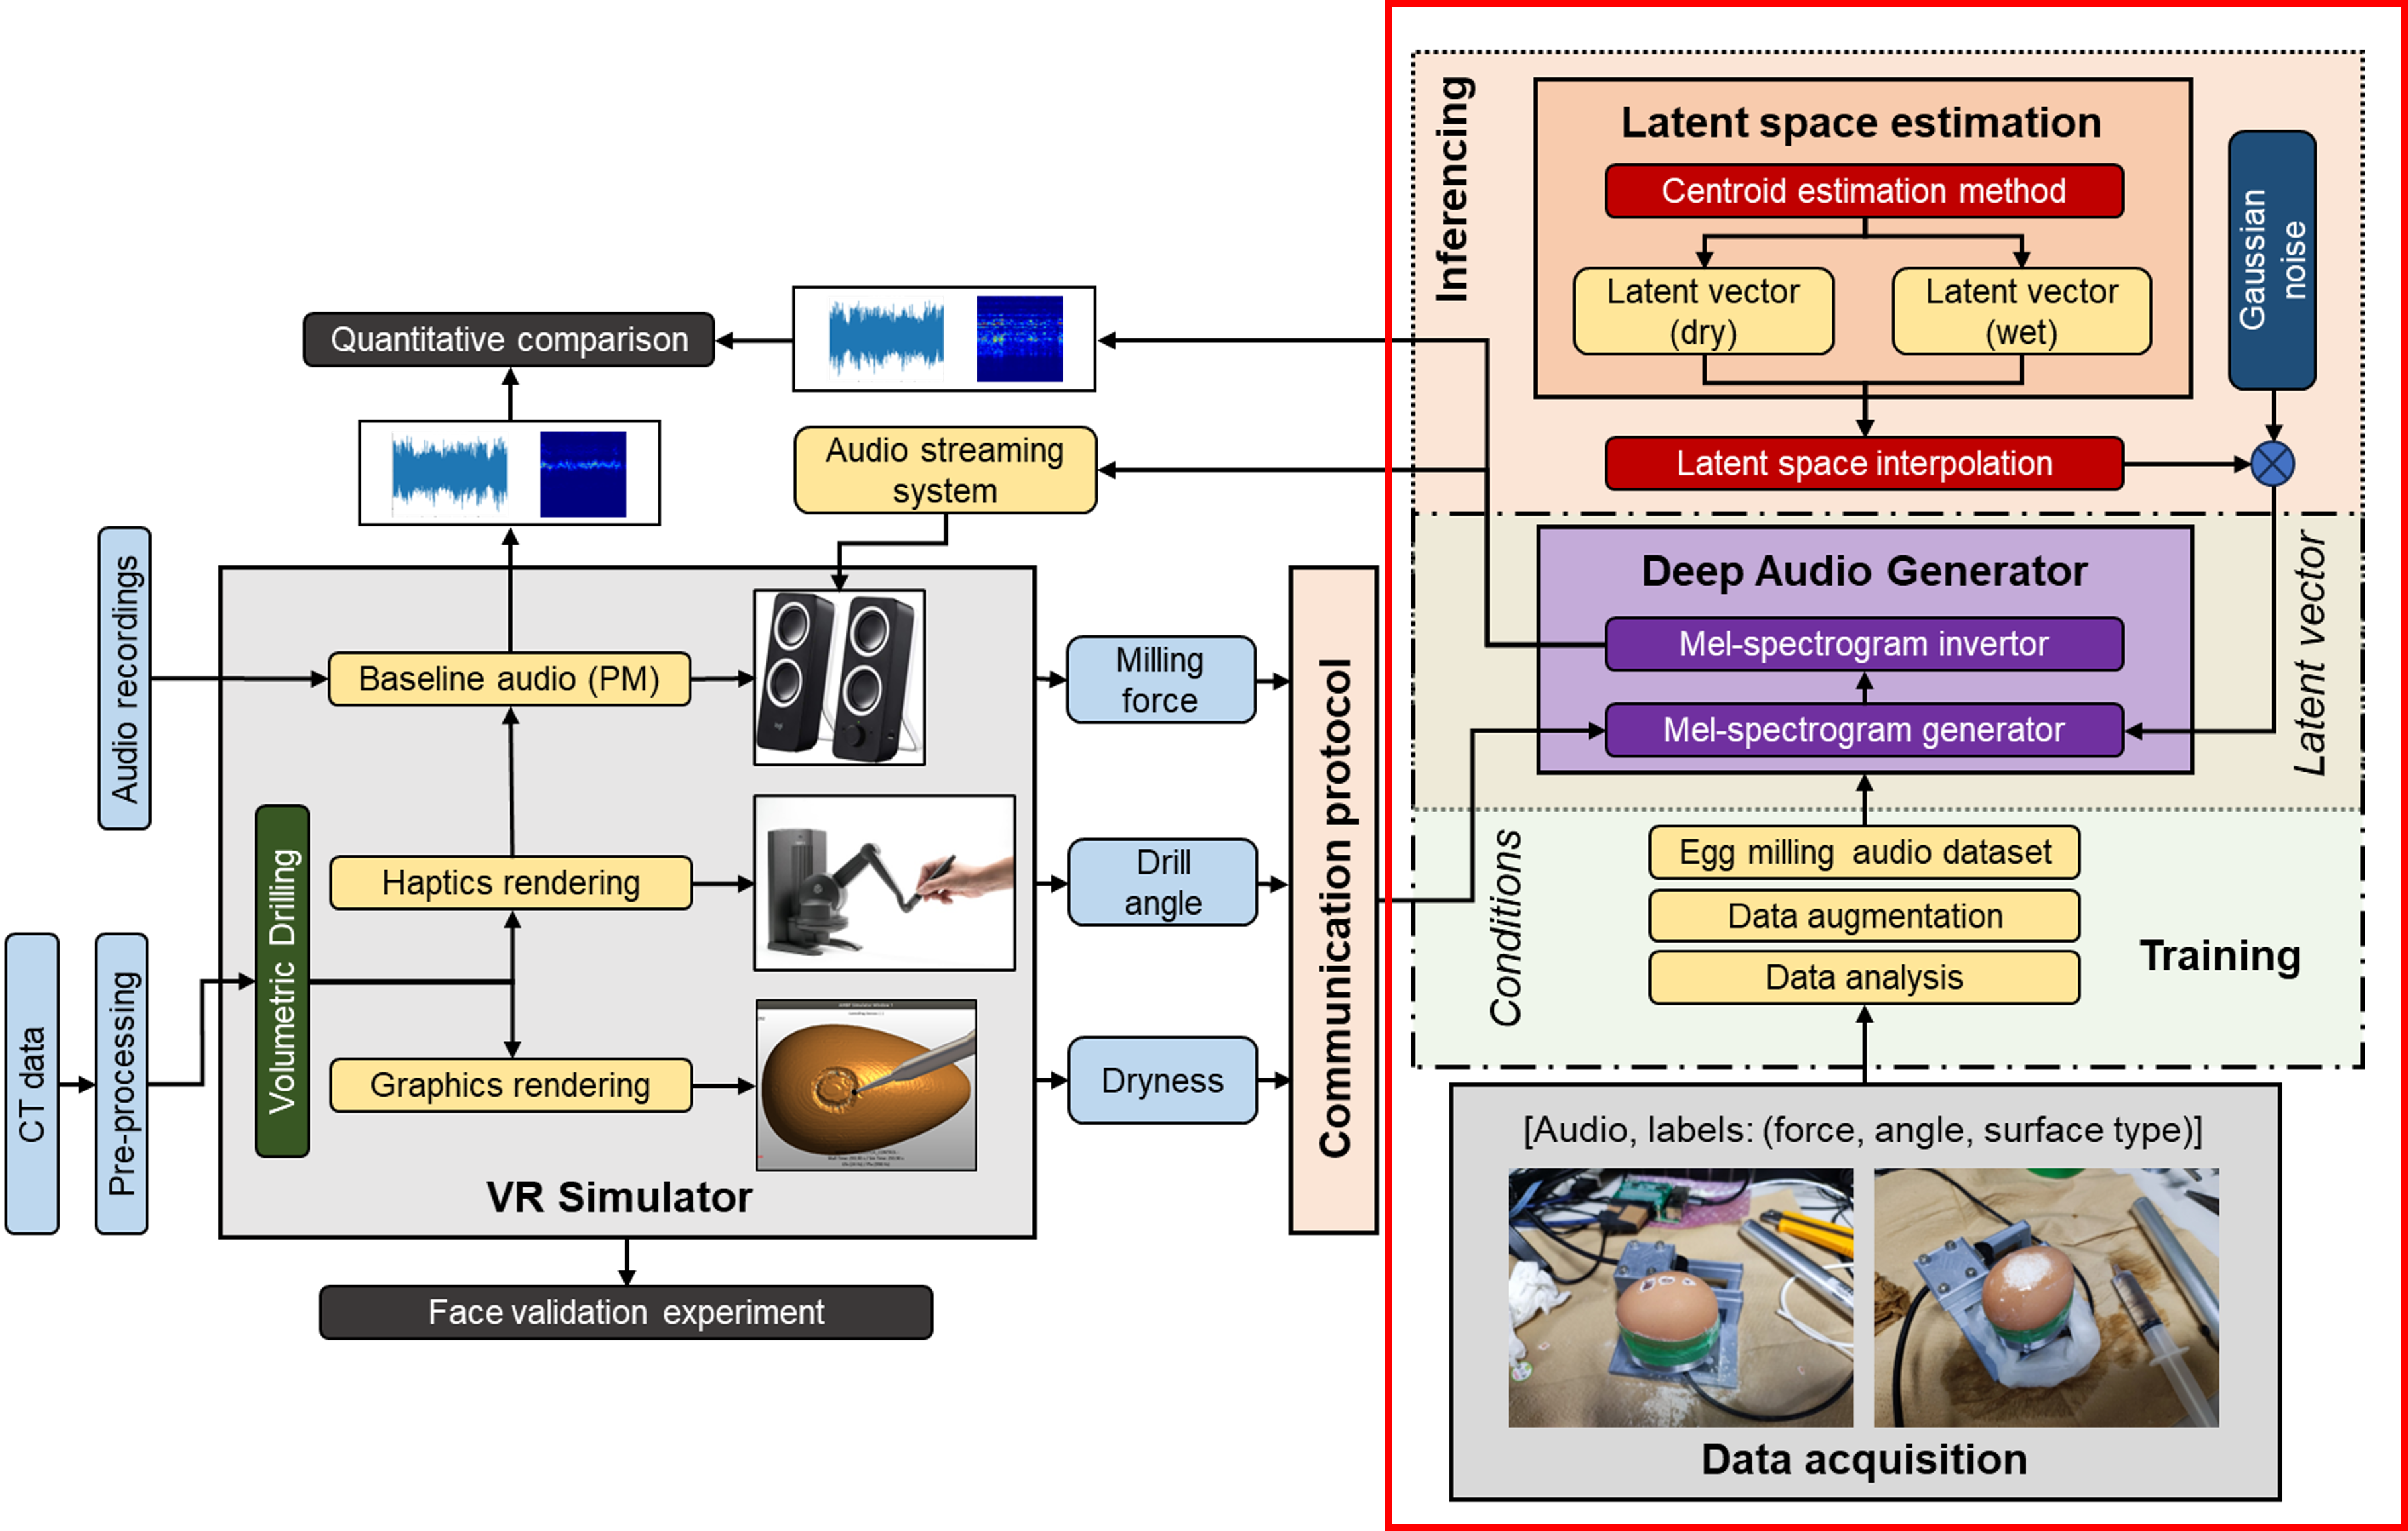 Inferencing
Latent space estimation
Centroid estimation method
Latent vector
(dry)
Latent vector
(wet)
Gaussian
noise
Latent space interpolation
Quantitative comparison
Audio streaming
system
Deep Audio Generator
Mel-spectrogram invertor
Mel-spectrogram generator
Latent vector
Audio recordings
Baseline audio (PM)
Milling
force
Haptics rendering
Drill
angle
Graphics rendering
Dryness
Volumetric Drilling
CT data
Pre-processing
VR Simulator
Face validation experiment
Communication protocol
Conditions
Egg milling audio dataset
Data augmentation
Data analysis
Training
[Audio, labels: (force, angle, surface type)]
Data acquisition